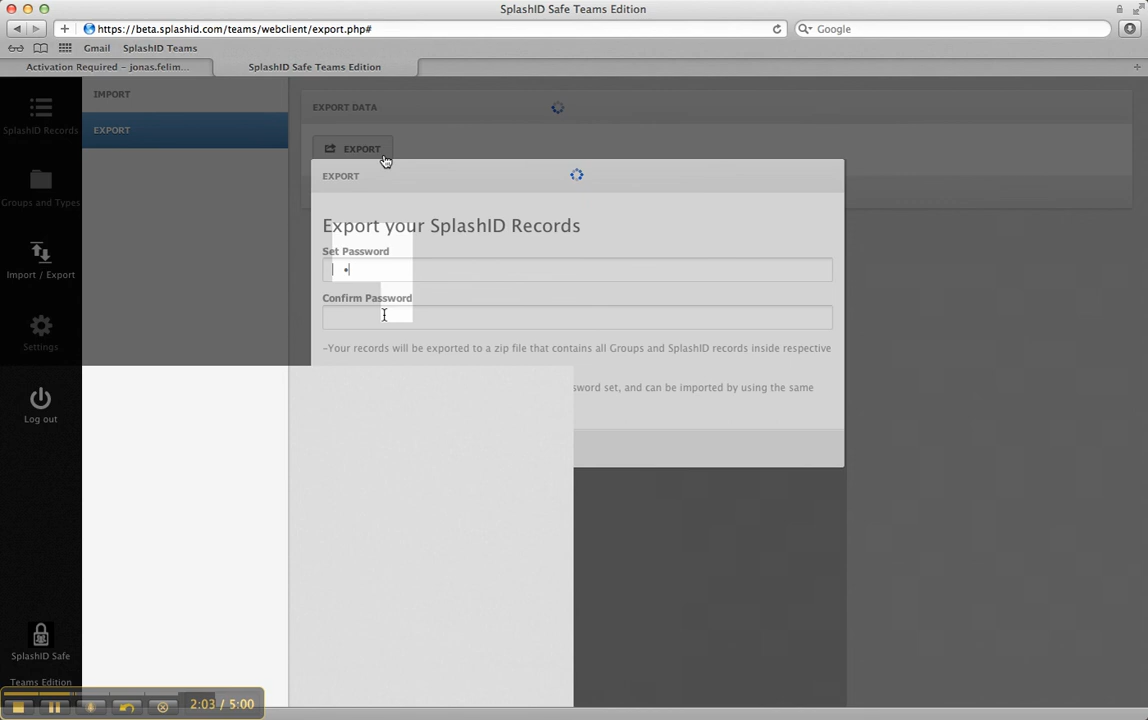 SplashID Safe Teams Edition
https://beta.splashid.com/teams/webclient/export.php#
Google
Gmail SplashID Teams
Activation Required – jonas.felim...
SplashID Safe Teams Edition
SplashID Records
Groups and Types
Import / Export
Settings
Log out
SplashID Safe
Teams Edition
IMPORT
EXPORT
EXPORT DATA
EXPORT
EXPORT
Export your SplashID Records
Set Password
Confirm Password
-Your records will be exported to a zip file that contains all Groups and SplashID records inside respective
set, and can be imported by using the same
2:03 / 5:00